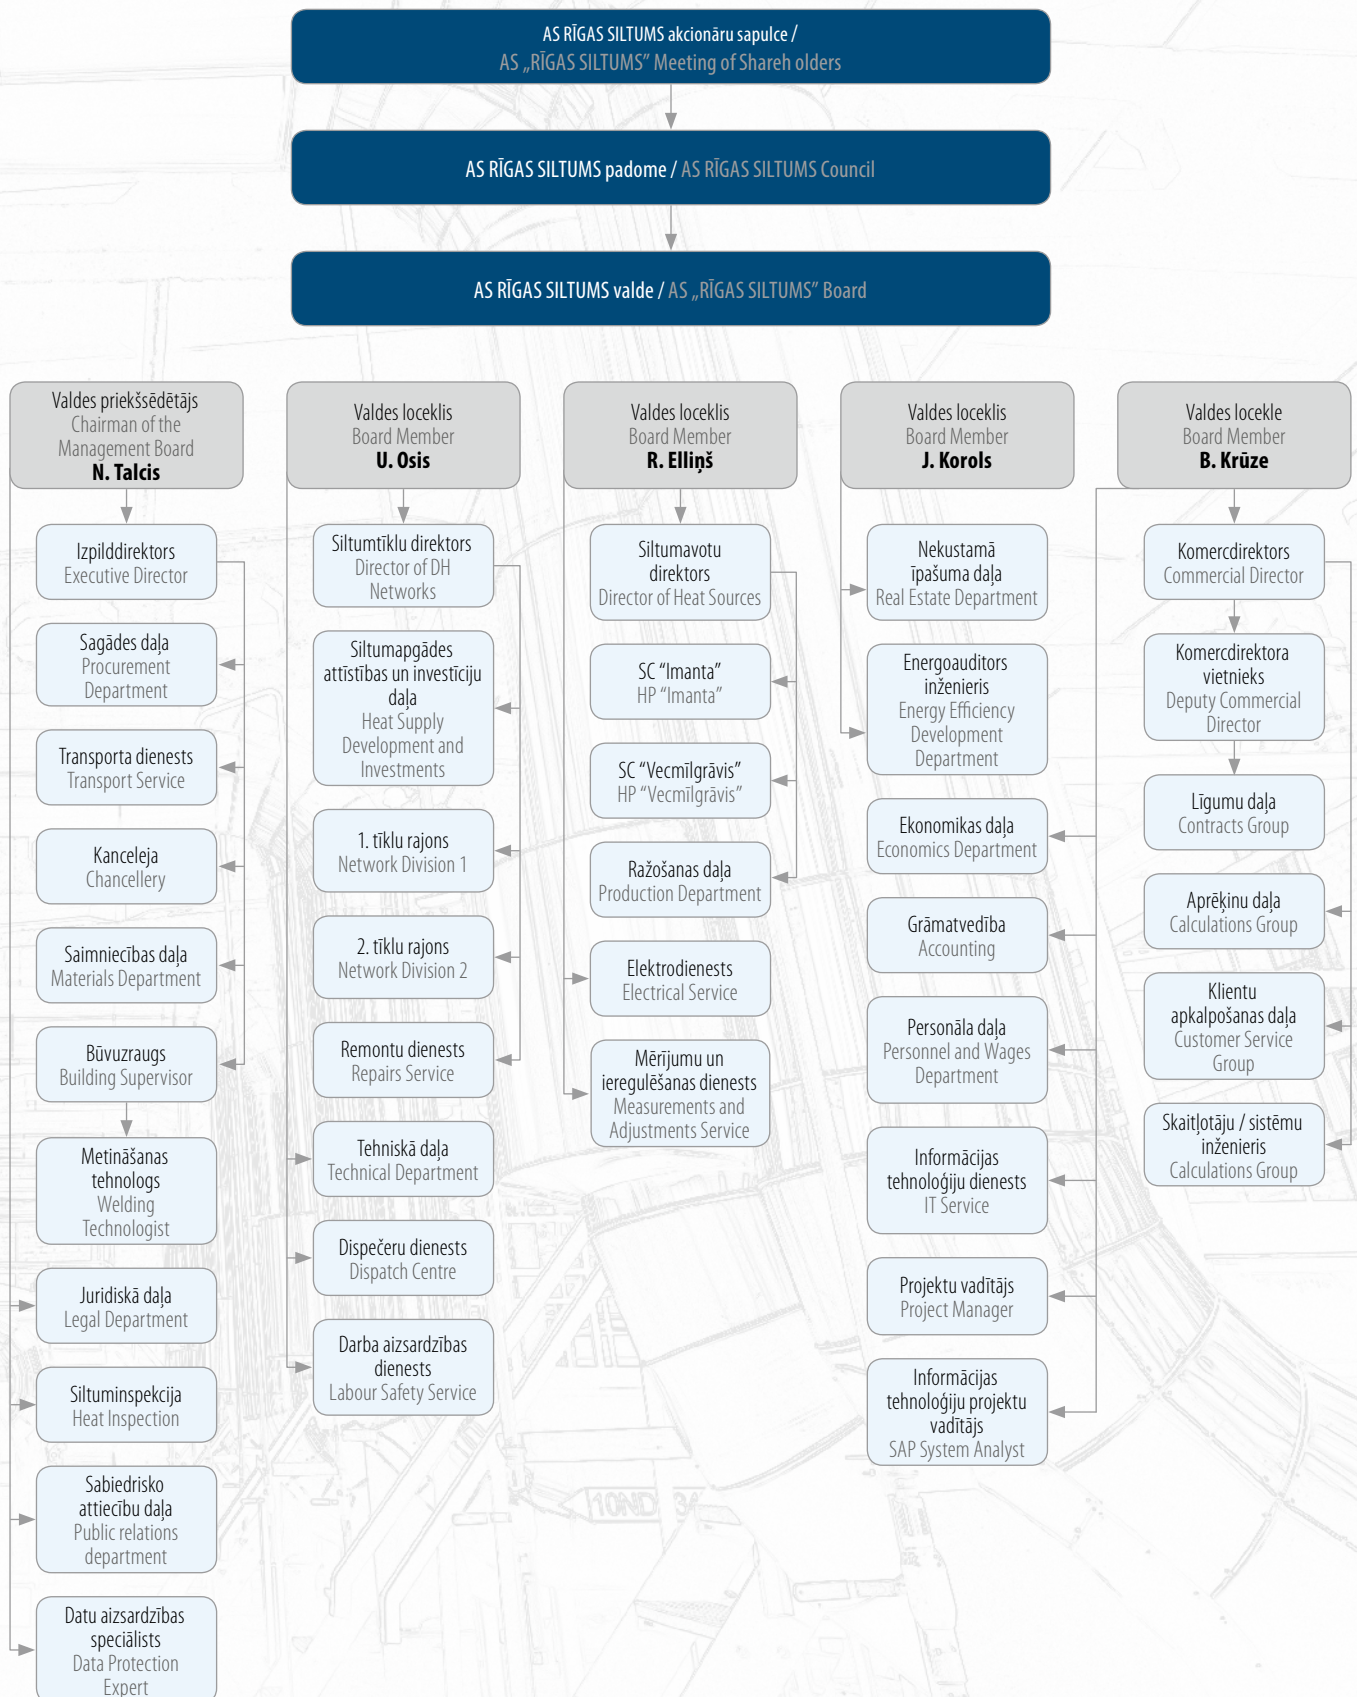 AS RĪGAS SILTUMS akcionāru sapulce /
AS „RĪGAS SILTUMS” Meeting of Shareh olders
AS RĪGAS SILTUMS padome / AS RĪGAS SILTUMS Council
AS RĪGAS SILTUMS valde / AS „RĪGAS SILTUMS” Board
Valdes priekšsēdētājs
Chairman of the
Management Board
N. Talcis
Izpilddirektors
Executive Director
Sagādes daļa
Procurement
Department
Transporta dienests
Transport Service
Kanceleja
Chancellery
Saimniecības daļa
Materials Department
Būvuzraugs
Building Supervisor
Metināšanas
tehnologs
Welding
Technologist
Juridiskā daļa
Legal Department
Siltuminspekcija
Heat Inspection
Sabiedrisko
attiecību daļa
Public relations
department
Datu aizsardzības
speciālists
Data Protection
Expert
Valdes loceklis
Board Member
U. Osis
Siltumtīklu direktors
Director of DH
Networks
Siltumapgādes
attīstības un investīciju
daļa
Heat Supply
Development and
Investments
1. tīklu rajons
Network Division 1
2. tīklu rajons
Network Division 2
Remontu dienests
Repairs Service
Tehniskā daļa
Technical Department
Dispečeru dienests
Dispatch Centre
Darba aizsardzības
dienests
Labour Safety Service
Valdes loceklis
Board Member
R. Elliņš
Siltumavotu
direktors
Director of Heat Sources
SC “Imanta”
HP “Imanta”
SC “Vecmīlgrāvis”
HP “Vecmīlgrāvis”
Ražošanas daļa
Production Department
Elektrodienests
Electrical Service
Mērījumu un
ieregulēšanas dienests
Measurements and
Adjustments Service
Valdes loceklis
Board Member
J. Korols
Nekustamā
īpašuma daļa
Real Estate Department
Energoauditors
inženieris
Energy Efficiency
Development
Department
Ekonomikas daļa
Economics Department
Grāmatvedība
Accounting
Personāla daļa
Personnel and Wages
Department
Informācijas
tehnoloģiju dienests
IT Service
Projektu vadītājs
Project Manager
Informācijas
tehnoloģiju projektu
vadītājs
SAP System Analyst
Valdes locekle
Board Member
B. Krūze
Komercdirektors
Commercial Director
Komercdirektora
vietnieks
Deputy Commercial
Director
Līgumu daļa
Contracts Group
Aprēķinu daļa
Calculations Group
Klientu
apkalpošanas daļa
Customer Service
Group
Skaitļotāju / sistēmu
inženieris
Calculations Group